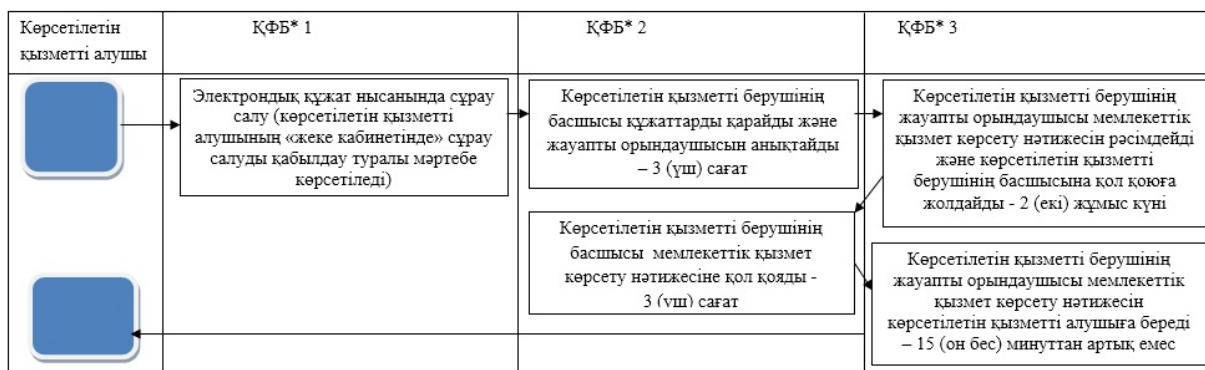 Көрсетілетін
қызметті алушы
ҚФБ* 1
ҚФБ* 2
ҚФБ* 3
Электрондық құжат нысанында сұрау
салу (көрсетілетін қызметті
алушының «жеке кабинетінде» сұрау
салуды қабылдау туралы мәртебе
көрсетіледі)
Көрсетілетін қызметті берушінің
басшысы құжаттарды қарайды және
жауапты орындаушысын анықтайды
– 3 (үш) сағат
Көрсетілетін қызметті берушінің
жауапты орындаушысы мемлекеттік
қызмет көрсету нәтижесін рәсімдейді
және көрсетілетін қызметті
берушінің басшысына қол қоюға
жолдайды - 2 (екі) жұмыс күні
Көрсетілетін қызметті берушінің
басшысы мемлекеттік қызмет
көрсету нәтижесіне қол қояды -
3 (үш) сағат
Көрсетілетін қызметті берушінің
жауапты орындаушысы мемлекеттік
қызмет көрсету нәтижесін
көрсетілетін қызметті алушыға береді
– 15 (он бес) минуттан артық емес